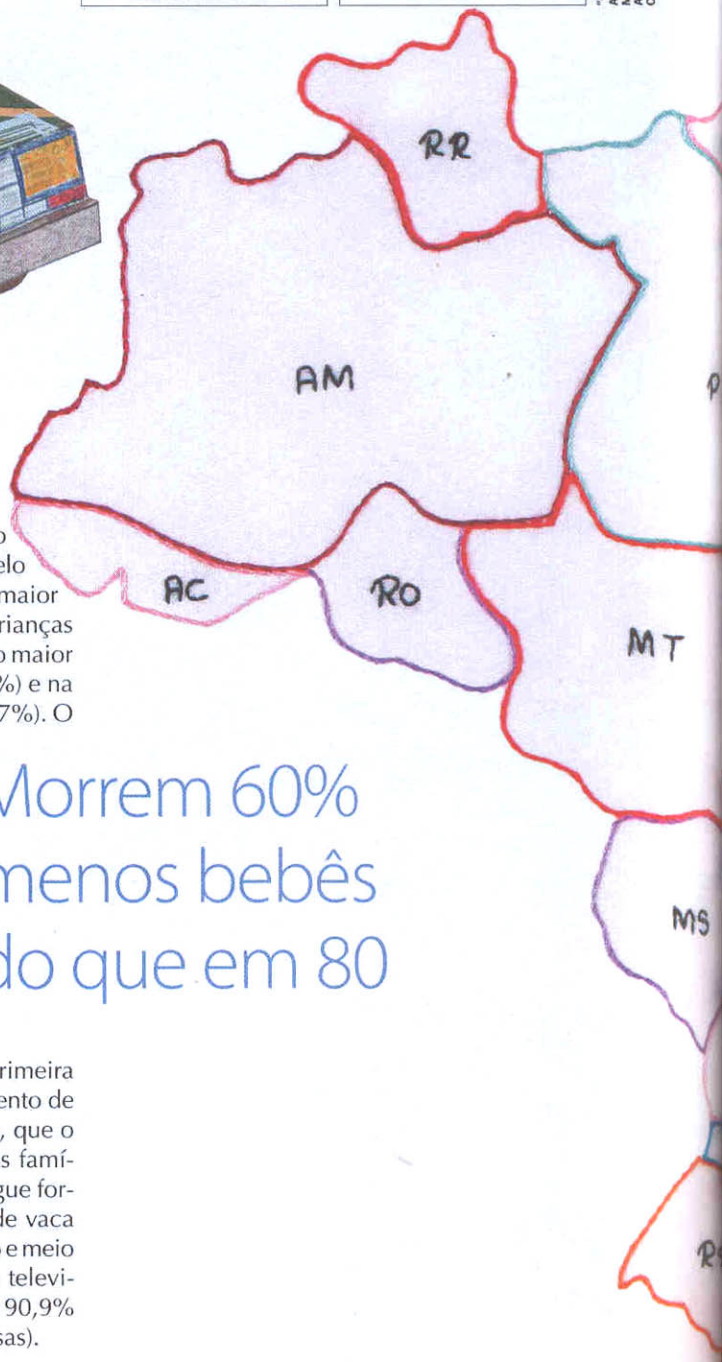 elo
maior
rianças
o maior
%) e na
7%). O
Morrem 60%
menos bebês
do que em 80
rimeira
ento de
, que o
s famí-
gue for-
de vaca
e meio
televi-
90,9%
sas).
RR
AM
AC
RO
MT
MS